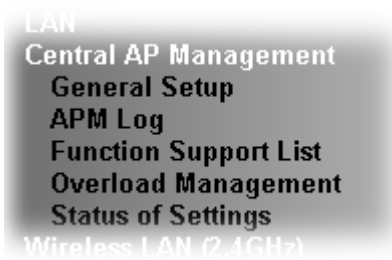 LAN
Central AP Management
General Setup
APM Log
Function Support List
Overload Management
Status of Settings
Wireless LAN (2.4GHz)